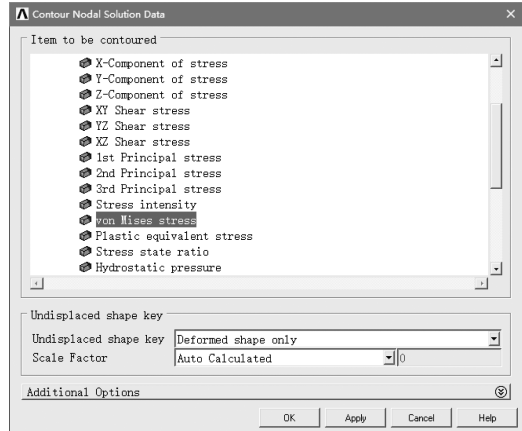 Contour Nodal Solution Data
Item to be contoured
X-Component of stress
Y-Component of stress
Z-Component of stress
XY Shear stress
YZ Shear stress
XZ Shear stress
1st Principal stress
2nd Principal stress
3rd Principal stress
Stress intensity
von Mises stress
Plastic equivalent stress
Stress state ratio
Hydrostatic pressure
Undisplaced shape key
Undisplaced shape key Deformed shape only
Scale Factor Auto Calculated 0
Additional Options
OK Apply Cancel Help